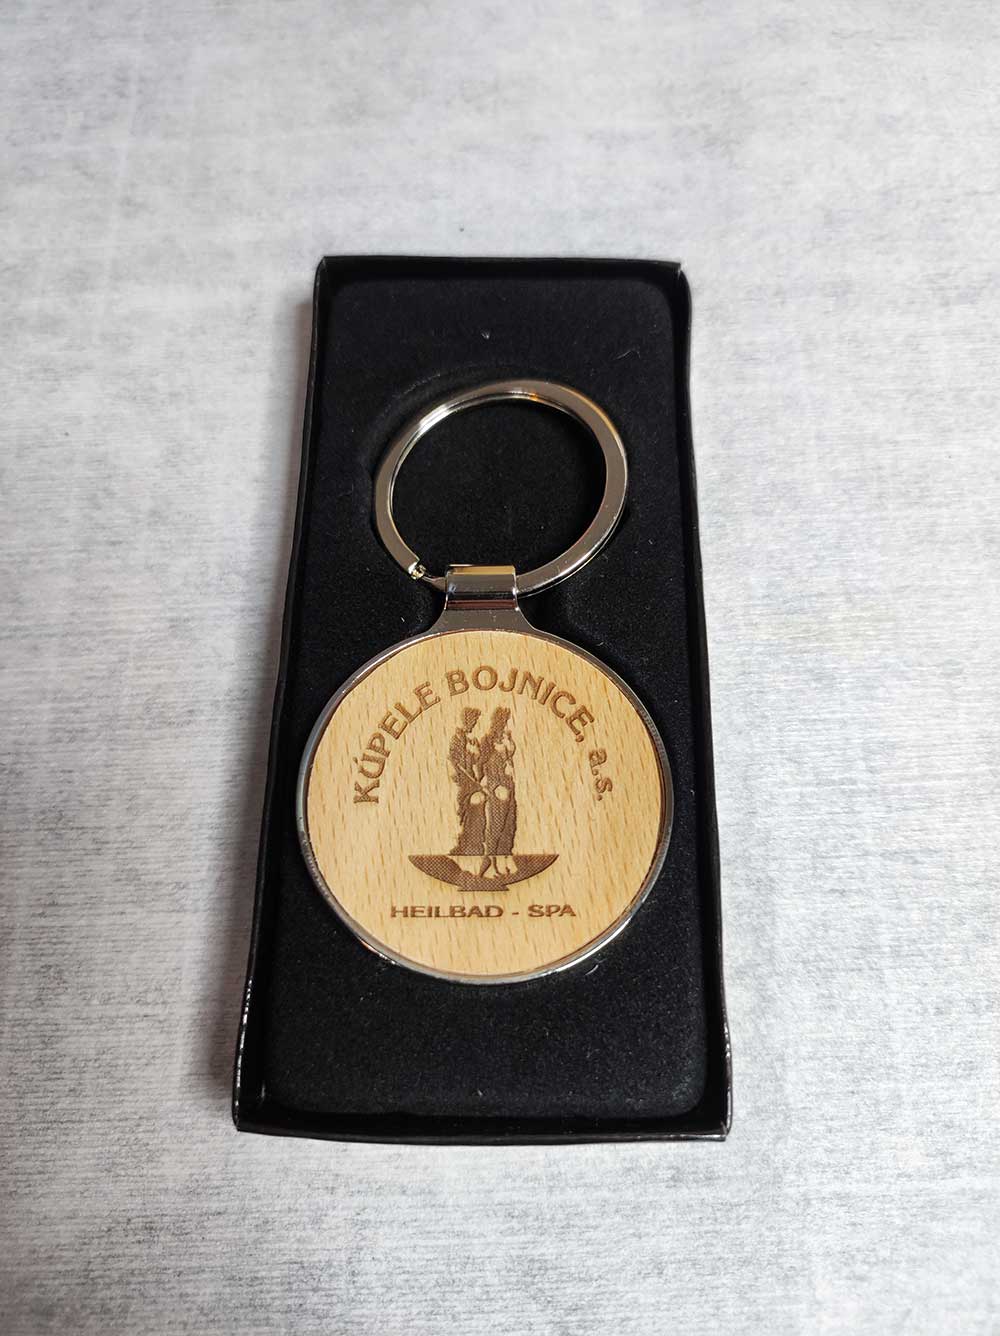 KÚPELE BOJNICE, a.s.
HEILBAD - SPA